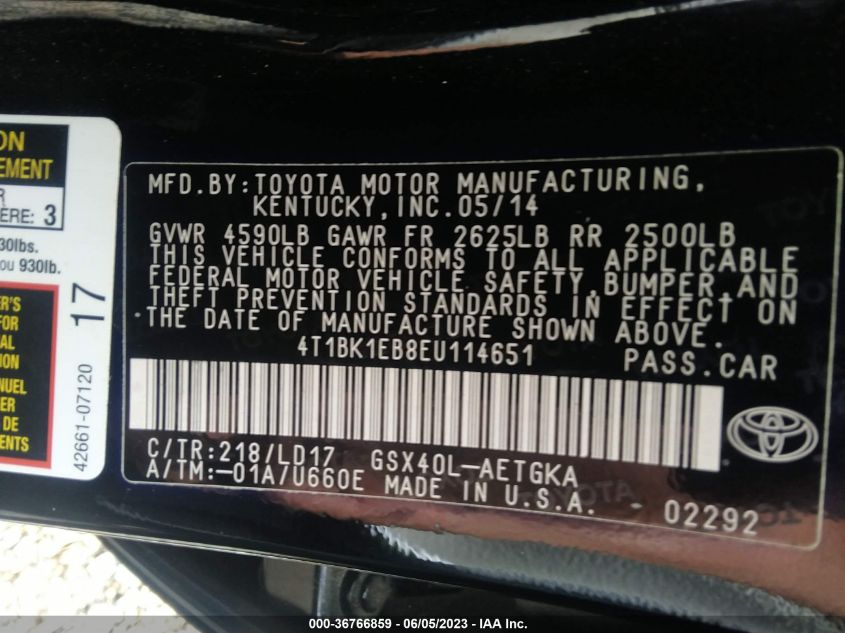 ON
EMENT
R
ERE: 3
30lbs.
ou 930lb.
ER'S
FOR
AL
TION
NUEL
ER
DE
ENTS
17
42661-07120
MFD.BY:TOYOTA MOTOR MANUFACTURING,
KENTUCKY,INC.05/14
GVWR 4590LB GAWR FR 2625LB RR 2500LB
THIS VEHICLE CONFORMS TO ALL APPLICABLE
FEDERAL MOTOR VEHICLE SAFETY,BUMPER,AND
THEFT PREVENTION STANDARDS IN EFFECT ON
THE DATE OF MANUFACTURE SHOWN ABOVE.
4T1BK1EB8EU114651 PASS.CAR
C/TR:218/LD17 GSX40L-AETGKA
A/TM:-01A/U660E MADE IN U.S.A. 02292
TOYOTA
000-36766859 - 06/05/2023 - IAA Inc.